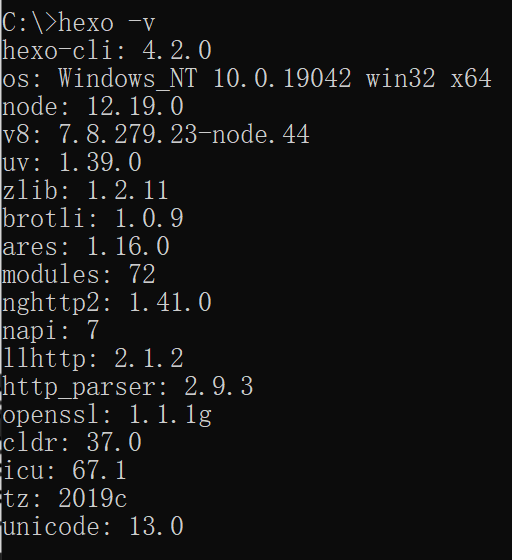 C:\>hexo -v
hexo-cli: 4.2.0
os: Windows_NT 10.0.19042 win32 x64
node: 12.19.0
v8: 7.8.279.23-node.44
uv: 1.39.0
zlib: 1.2.11
brotli: 1.0.9
ares: 1.16.0
modules: 72
nghttp2: 1.41.0
napi: 7
llhttp: 2.1.2
http_parser: 2.9.3
openssl: 1.1.1g
cldr: 37.0
icu: 67.1
tz: 2019c
unicode: 13.0